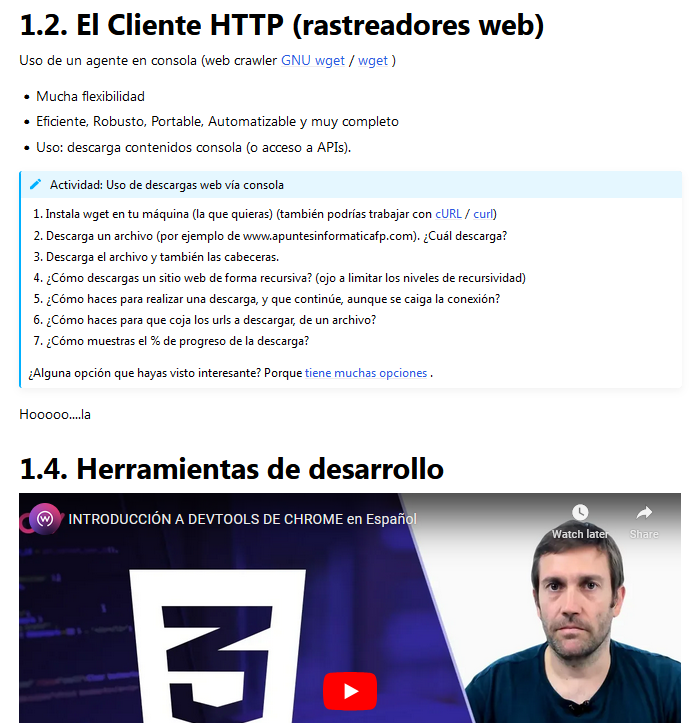 1.2. El Cliente HTTP (rastreadores web)
Uso de un agente en consola (web crawler GNU wget / wget )
• Mucha flexibilidad
• Eficiente, Robusto, Portable, Automatizable y muy completo
• Uso: descarga contenidos consola (o acceso a APIs).
Actividad: Uso de descargas web vía consola
1. Instala wget en tu máquina (la que quieras) (también podrías trabajar con cURL / curl)
2. Descarga un archivo (por ejemplo de www.apuntesinformaticafp.com). ¿Cuál descarga?
3. Descarga el archivo y también las cabeceras.
4. ¿Cómo descargas un sitio web de forma recursiva? (ojo a limitar los niveles de recursividad)
5. ¿Cómo haces para realizar una descarga, y que continúe, aunque se caiga la conexión?
6. ¿Cómo haces para que coja los urls a descargar, de un archivo?
7. ¿Cómo muestras el % de progreso de la descarga?
¿Alguna opción que hayas visto interesante? Porque tiene muchas opciones .
Hooooo....la
1.4. Herramientas de desarrollo
INTRODUCCIÓN A DEVTOOLS DE CHROME en Español
Watch later
Share